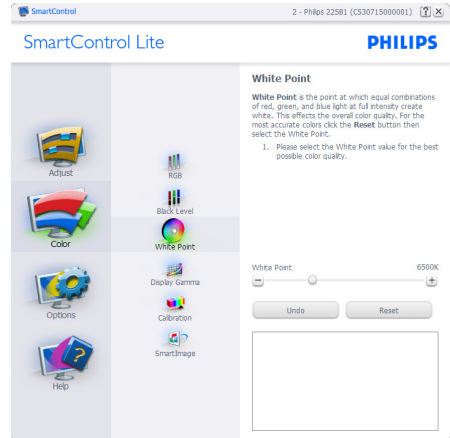 SmartControl
2 - Philips 225B1 (CS30715000001)
SmartControl Lite
PHILIPS
Adjust
Color
Options
Help
RGB
Black Level
White Point
Display Gamma
Calibration
SmartImage
White Point
White Point is the point at which equal combinations
of red, green, and blue light at full intensity create
white. This effects the overall color quality. For the
most accurate colors click the Reset button then
select the White Point.
1. Please select the White Point value for the best
possible color quality.
White Point 6500K
Undo
Reset